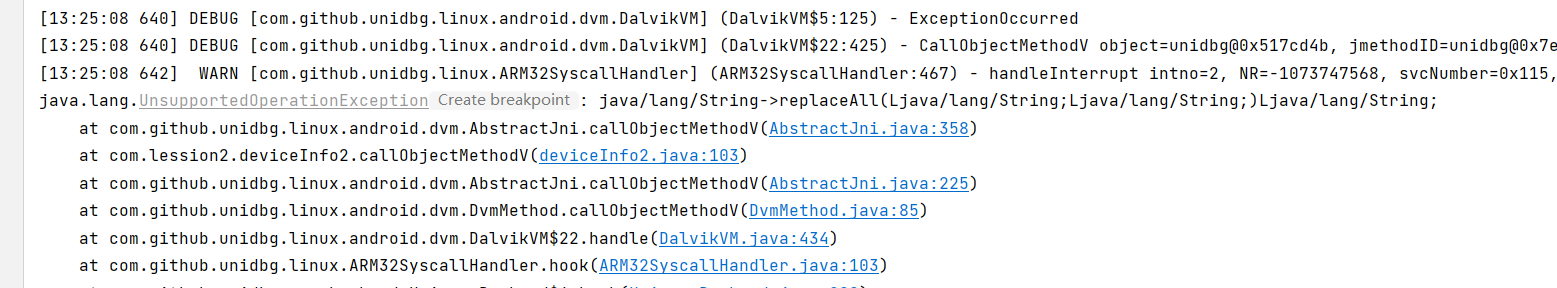 [13:25:08 640] DEBUG [com.github.unidbg.linux.android.dvm.DalvikVM] (DalvikVM$5:125) - ExceptionOccurred
[13:25:08 640] DEBUG [com.github.unidbg.linux.android.dvm.DalvikVM] (DalvikVM$22:425) - CallObjectMethodV object=unidbg@0x517cd4b, jmethodID=unidbg@0x7e
[13:25:08 642]  WARN [com.github.unidbg.linux.ARM32SyscallHandler] (ARM32SyscallHandler:467) - handleInterrupt intno=2, NR=-1073747568, svcNumber=0x115,
java.lang.UnsupportedOperationException Create breakpoint : java/lang/String->replaceAll(Ljava/lang/String;Ljava/lang/String;)Ljava/lang/String;
    at com.github.unidbg.linux.android.dvm.AbstractJni.callObjectMethodV(AbstractJni.java:358)
    at com.lession2.deviceInfo2.callObjectMethodV(deviceInfo2.java:103)
    at com.github.unidbg.linux.android.dvm.AbstractJni.callObjectMethodV(AbstractJni.java:225)
    at com.github.unidbg.linux.android.dvm.DvmMethod.callObjectMethodV(DvmMethod.java:85)
    at com.github.unidbg.linux.android.dvm.DalvikVM$22.handle(DalvikVM.java:434)
    at com.github.unidbg.linux.ARM32SyscallHandler.hook(ARM32SyscallHandler.java:103)